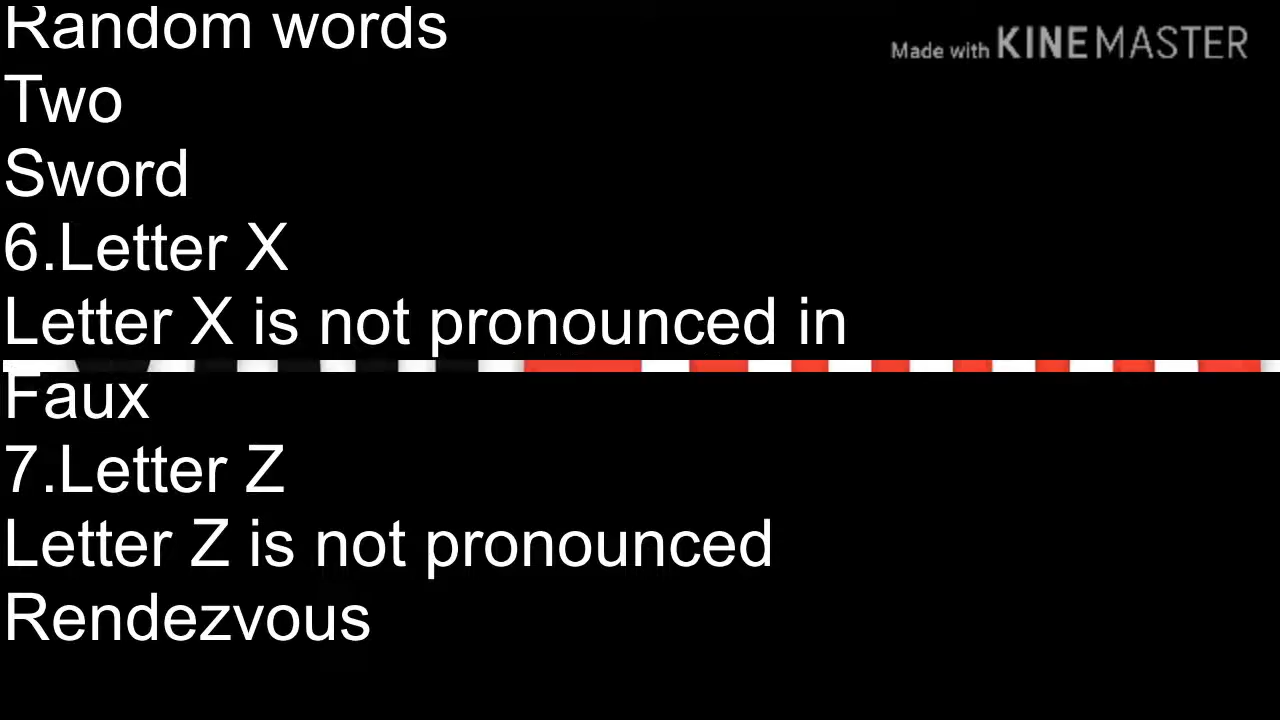 Random words
Made with KINEMASTER
Two
Sword
6.Letter X
Letter X is not pronounced in
Faux
7.Letter Z
Letter Z is not pronounced
Rendezvous